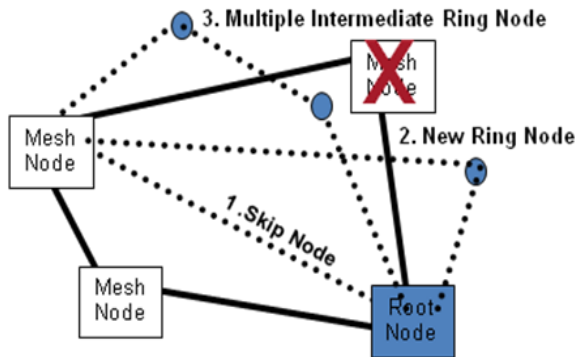 3. Multiple Intermediate Ring Node
Mesh
Node
Mesh
Node
2. New Ring Node
1. Skip Node
Mesh
Node
Root
Node